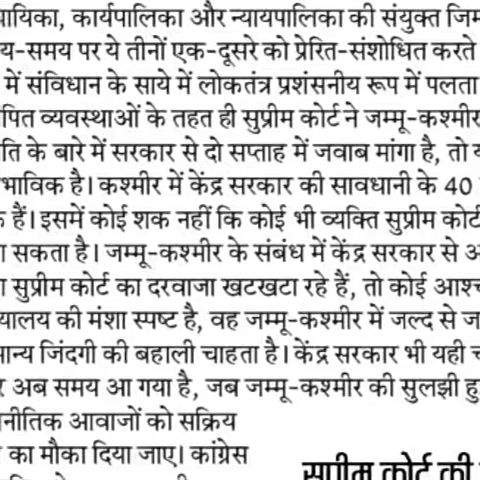 ायिका, कार्यपालिका और न्यायपालिका की संयुक्त जिम
य-समय पर ये तीनों एक-दूसरे को प्रेरित-संशोधित करते
में संविधान के साये में लोकतंत्र प्रशंसनीय रूप में पलता
पित व्यवस्थाओं के तहत ही सुप्रीम कोर्ट ने जम्मू-कश्मीर
ति के बारे में सरकार से दो सप्ताह में जवाब मांगा है, तो य
भाविक है। कश्मीर में केंद्र सरकार की सावधानी के 40
हैं। इसमें कोई शक नहीं कि कोई भी व्यक्ति सुप्रीम कोर्ट
सकता है। जम्मू-कश्मीर के संबंध में केंद्र सरकार से अ
सुप्रीम कोर्ट का दरवाजा खटखटा रहे हैं, तो कोई आश्च
यालय की मंशा स्पष्ट है, वह जम्मू-कश्मीर में जल्द से ज
मान्य जिंदगी की बहाली चाहता है। केंद्र सरकार भी यही च
अब समय आ गया है, जब जम्मू-कश्मीर की सुलझी हु
नीतिक आवाजों को सक्रिय
का मौका दिया जाए। कांग्रेस
सुप्रीम कोर्ट की